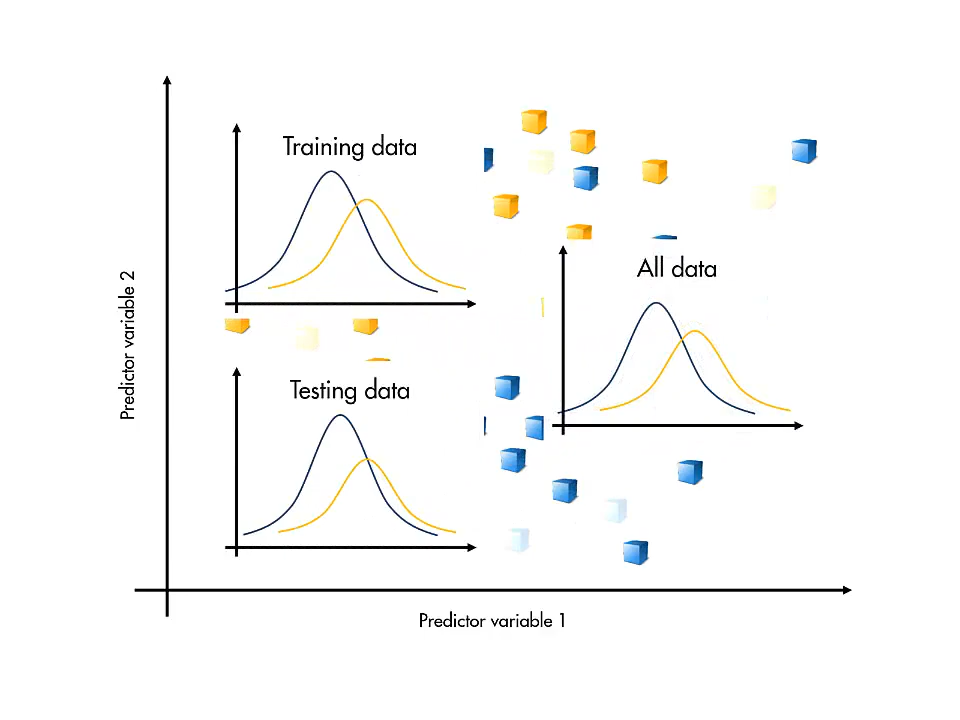 Training data
All data
Testing data
Predictor variable 2
Predictor variable 1